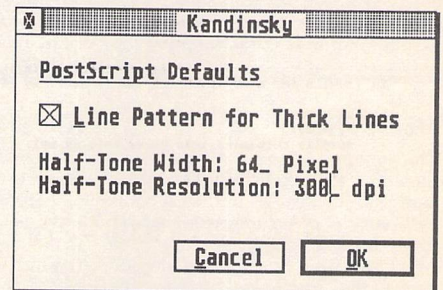 Kandinsky
PostScript Defaults
Line Pattern for Thick Lines
Half-Tone Width: 64_ Pixel
Half-Tone Resolution: 300_ dpi
Cancel OK